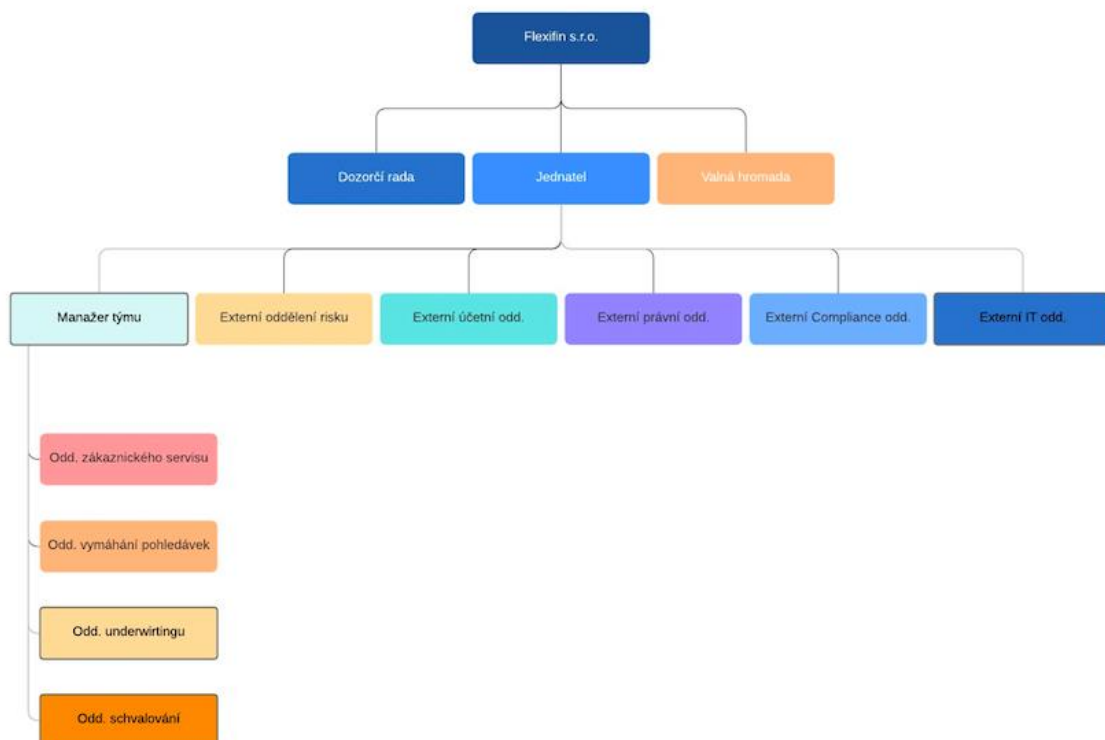 Flexifin s.r.o.
Dozorčí rada
Jednatel
Valná hromada
Manažer týmu
Externí oddělení risku
Externí účetní odd.
Externí právní odd.
Externí Compliance odd.
Externí IT odd.
Odd. zákaznického servisu
Odd. vymáhání pohledávek
Odd. underwirtingu
Odd. schvalování